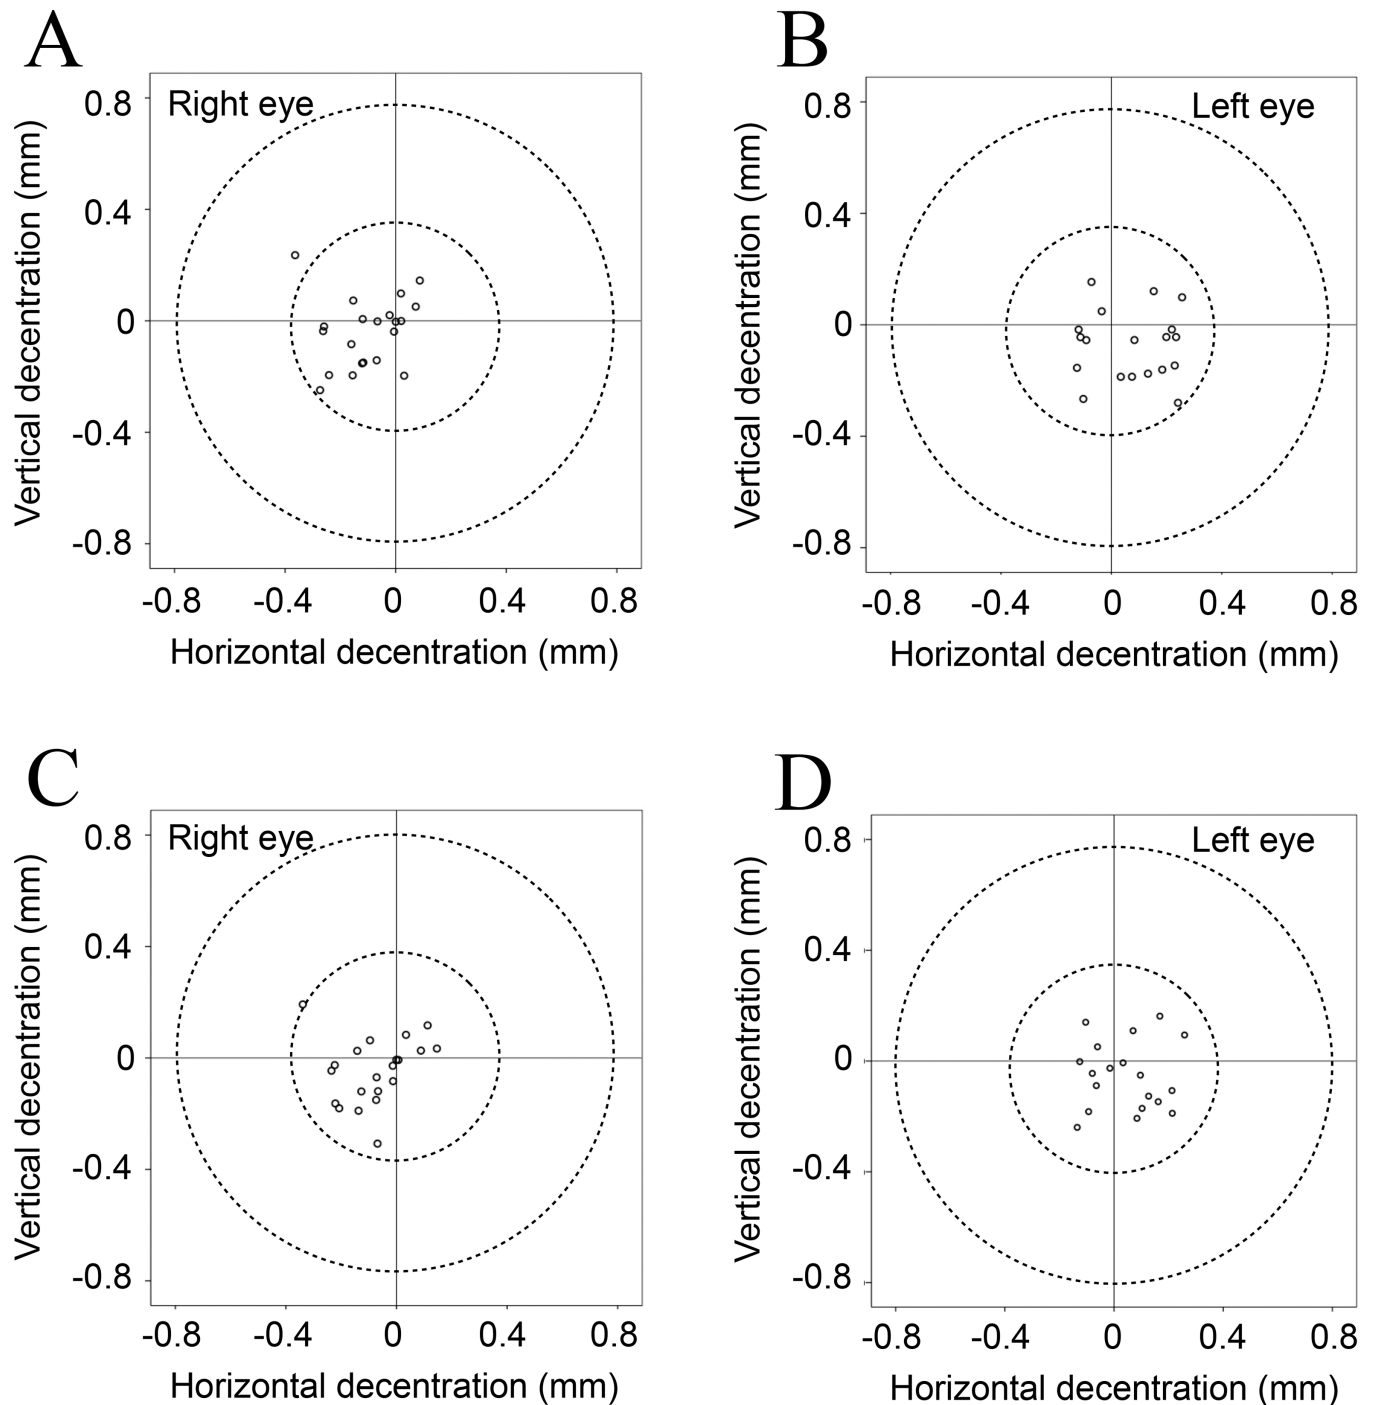 A
Right eye
Vertical decentration (mm)
0.8
0.4
0
-0.4
-0.8
-0.8 -0.4 0 0.4 0.8
Horizontal decentration (mm)
B
Left eye
Vertical decentration (mm)
0.8
0.4
0
-0.4
-0.8
-0.8 -0.4 0 0.4 0.8
Horizontal decentration (mm)
C
Right eye
Vertical decentration (mm)
0.8
0.4
0
-0.4
-0.8
-0.8 -0.4 0 0.4 0.8
Horizontal decentration (mm)
D
Left eye
Vertical decentration (mm)
0.8
0.4
0
-0.4
-0.8
-0.8 -0.4 0 0.4 0.8
Horizontal decentration (mm)